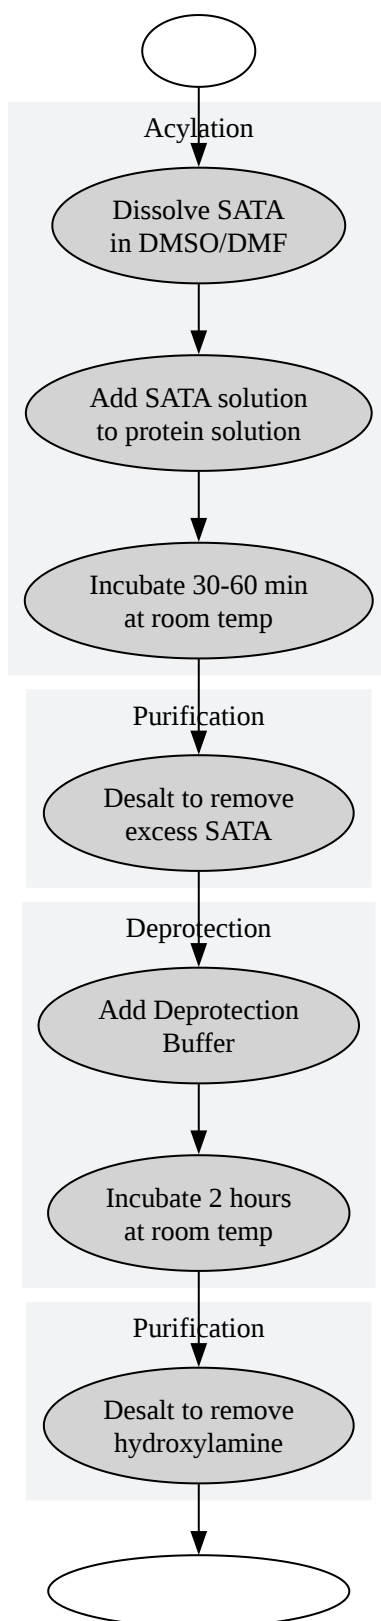 Acylation
Dissolve SATA
in DMSO/DMF
Add SATA solution
to protein solution
Incubate 30-60 min
at room temp
Purification
Desalt to remove
excess SATA
Deprotection
Add Deprotection
Buffer
Incubate 2 hours
at room temp
Purification
Desalt to remove
hydroxylamine